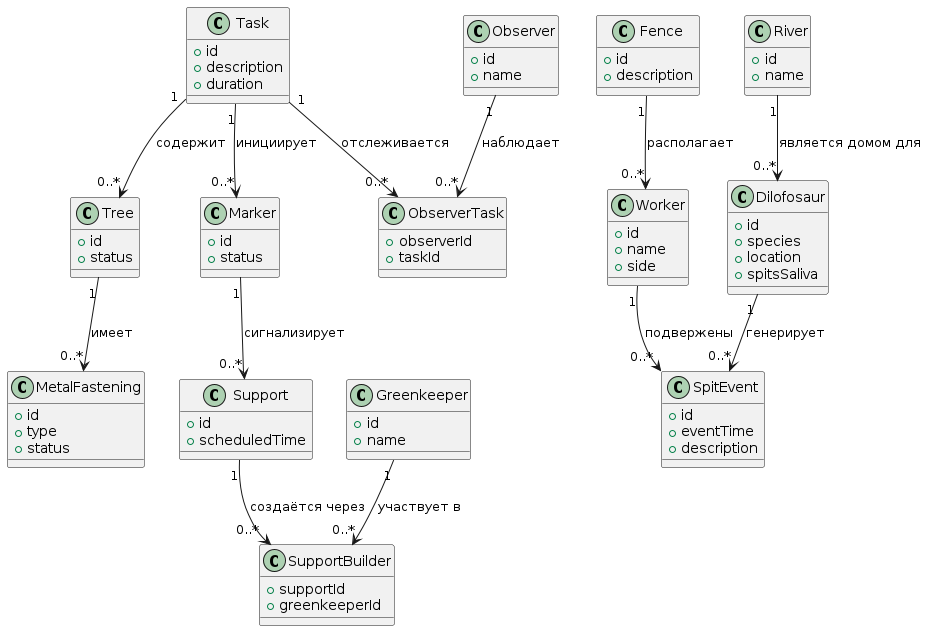 C Task
id
description
duration
C Observer
id
name
C Fence
id
description
C River
id
name
1
1
1
1
1
1
содержит
инициирует
отслеживается
наблюдает
располагает
является домом для
0..*
0..*
0..*
0..*
0..*
0..*
C Tree
id
status
C Marker
id
status
C ObserverTask
observerId
taskId
C Worker
id
name
side
C Dilofosaur
id
species
location
spitsSaliva
1
1
1
1
имеет
сигнализирует
подвержены
генерирует
0..*
0..*
0..*
0..*
C MetalFastening
id
type
status
C Support
id
scheduledTime
C Greenkeeper
id
name
C SpitEvent
id
eventTime
description
1
1
создаётся через
участвует в
0..*
0..*
C SupportBuilder
supportId
greenkeeperId